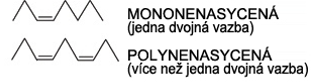 MONONENASYCENÁ
(jedna dvojná vazba)
POLYNENASYCENÁ
(více než jedna dvojná vazba)